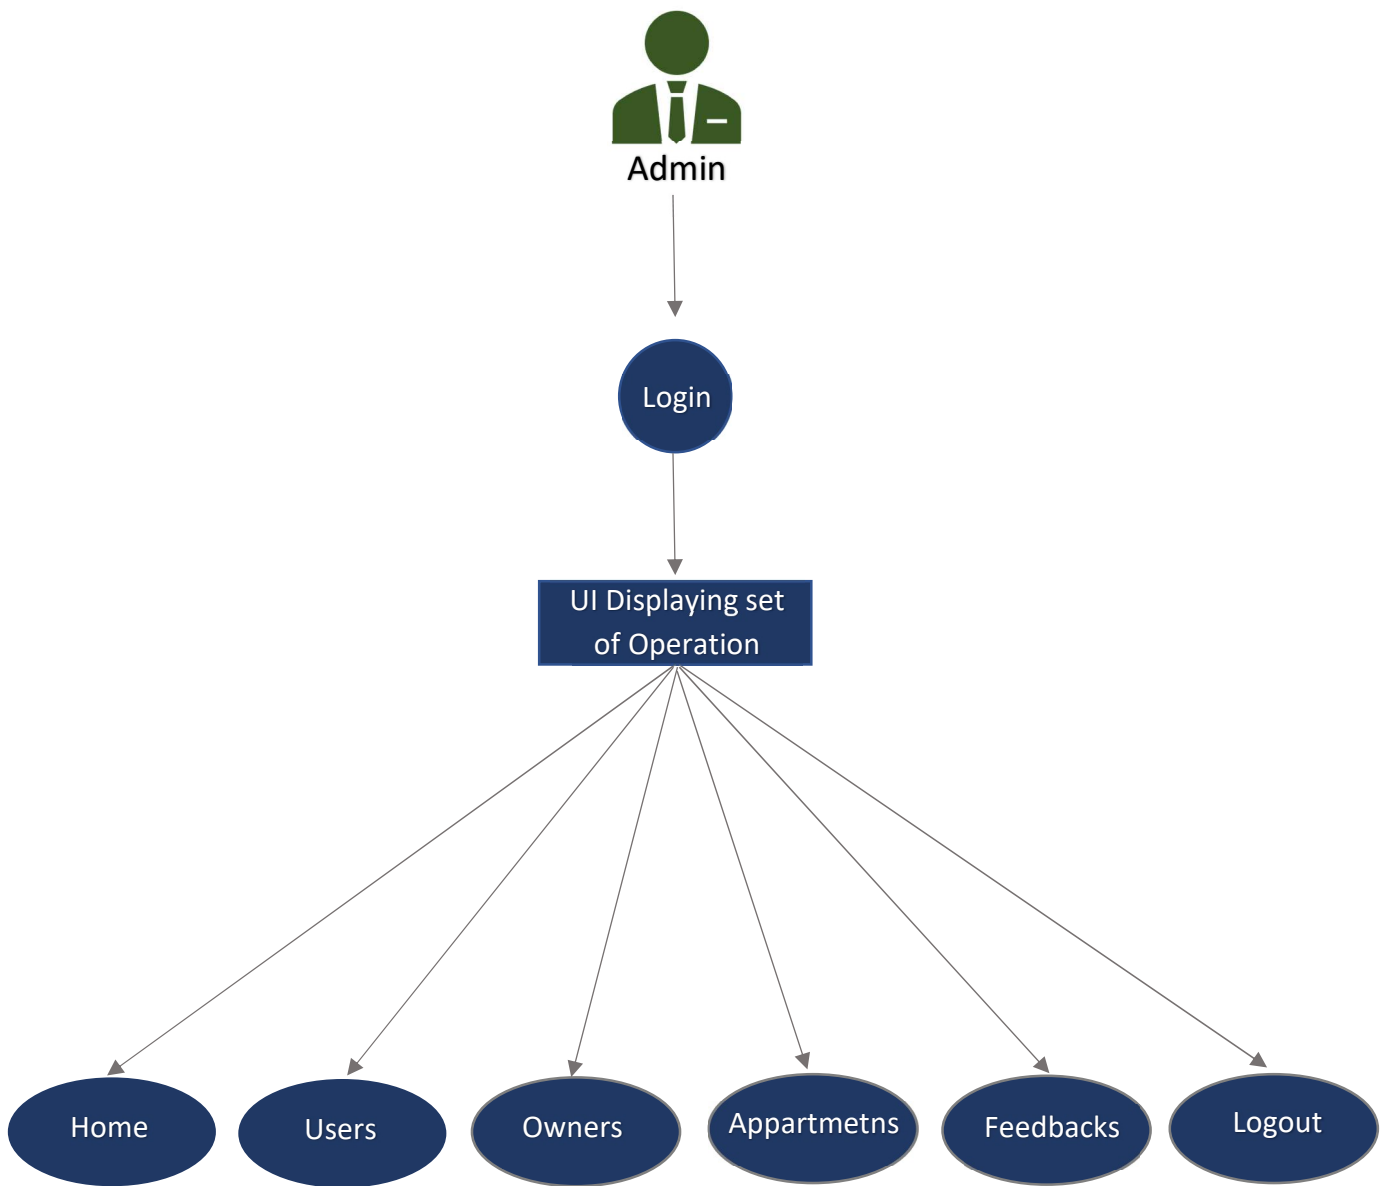 Admin
Login
UI Displaying set
of Operation
Home
Users
Owners
Appartmetns
Feedbacks
Logout